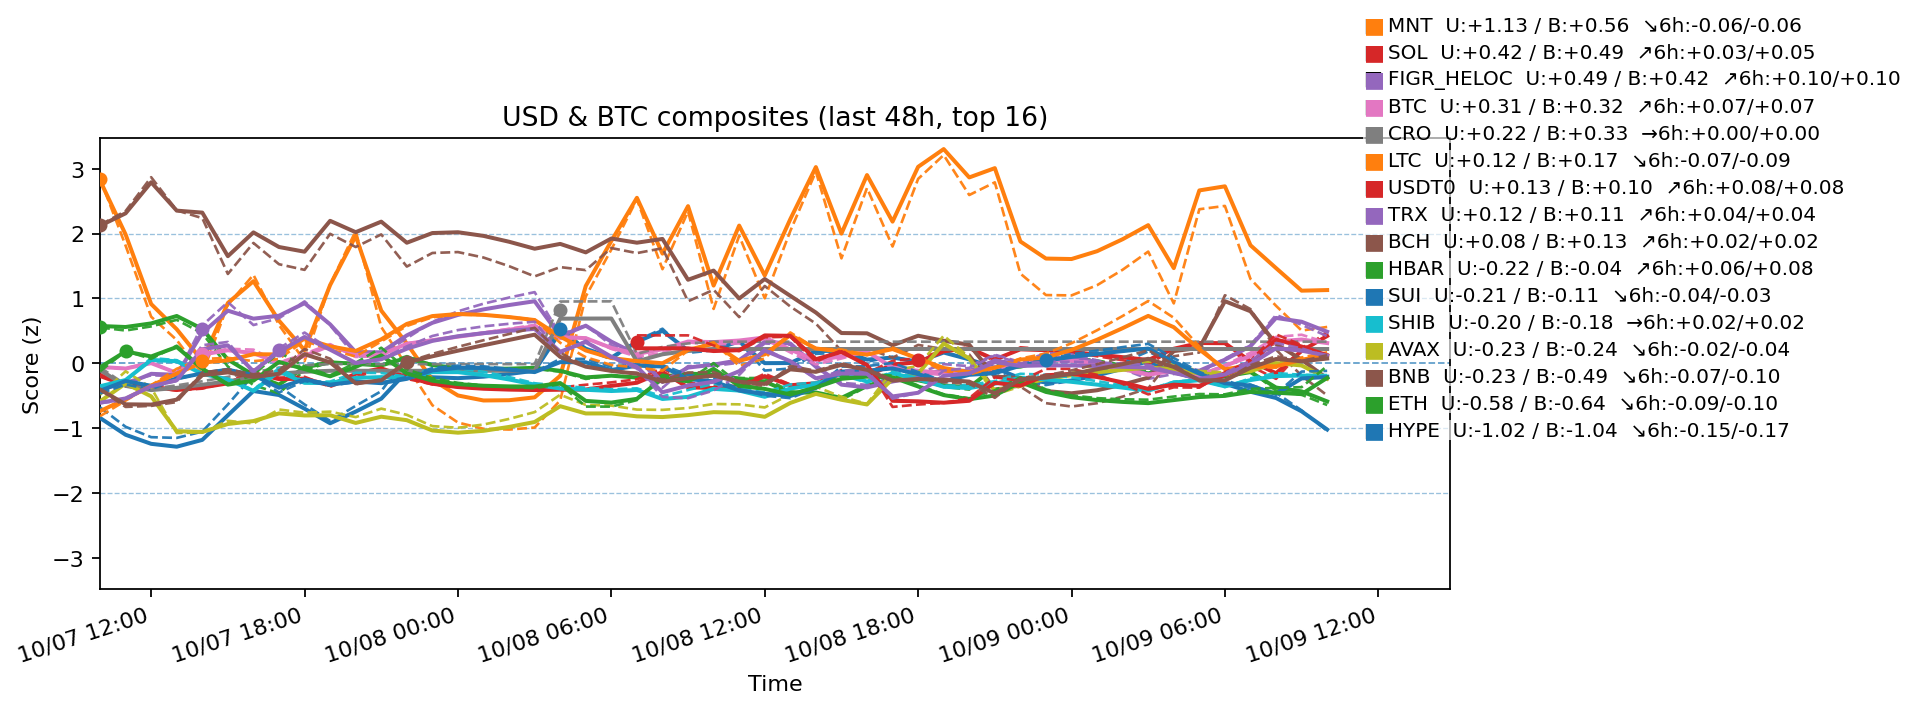 MNT U:+1.13 / B:+0.56 ↘6h:-0.06/-0.06
SOL U:+0.42 / B:+0.49 ↗6h:+0.03/+0.05
FIGR_HELOC U:+0.49 / B:+0.42 ↗6h:+0.10/+0.10
BTC U:+0.31 / B:+0.32 ↗6h:+0.07/+0.07
CRO U:+0.22 / B:+0.33 →6h:+0.00/+0.00
LTC U:+0.12 / B:+0.17 ↘6h:-0.07/-0.09
USDT0 U:+0.13 / B:+0.10 ↗6h:+0.08/+0.08
TRX U:+0.12 / B:+0.11 ↗6h:+0.04/+0.04
BCH U:+0.08 / B:+0.13 ↗6h:+0.02/+0.02
HBAR U:-0.22 / B:-0.04 ↗6h:+0.06/+0.08
SUI U:-0.21 / B:-0.11 ↘6h:-0.04/-0.03
SHIB U:-0.20 / B:-0.18 →6h:+0.02/+0.02
AVAX U:-0.23 / B:-0.24 ↘6h:-0.02/-0.04
BNB U:-0.23 / B:-0.49 ↘6h:-0.07/-0.10
ETH U:-0.58 / B:-0.64 ↘6h:-0.09/-0.10
HYPE U:-1.02 / B:-1.04 ↘6h:-0.15/-0.17
USD & BTC composites (last 48h, top 16)
Score (z)
3
2
1
0
−1
−2
−3
10/07 12:00
10/07 18:00
10/08 00:00
10/08 06:00
10/08 12:00
10/08 18:00
10/09 00:00
10/09 06:00
10/09 12:00
Time